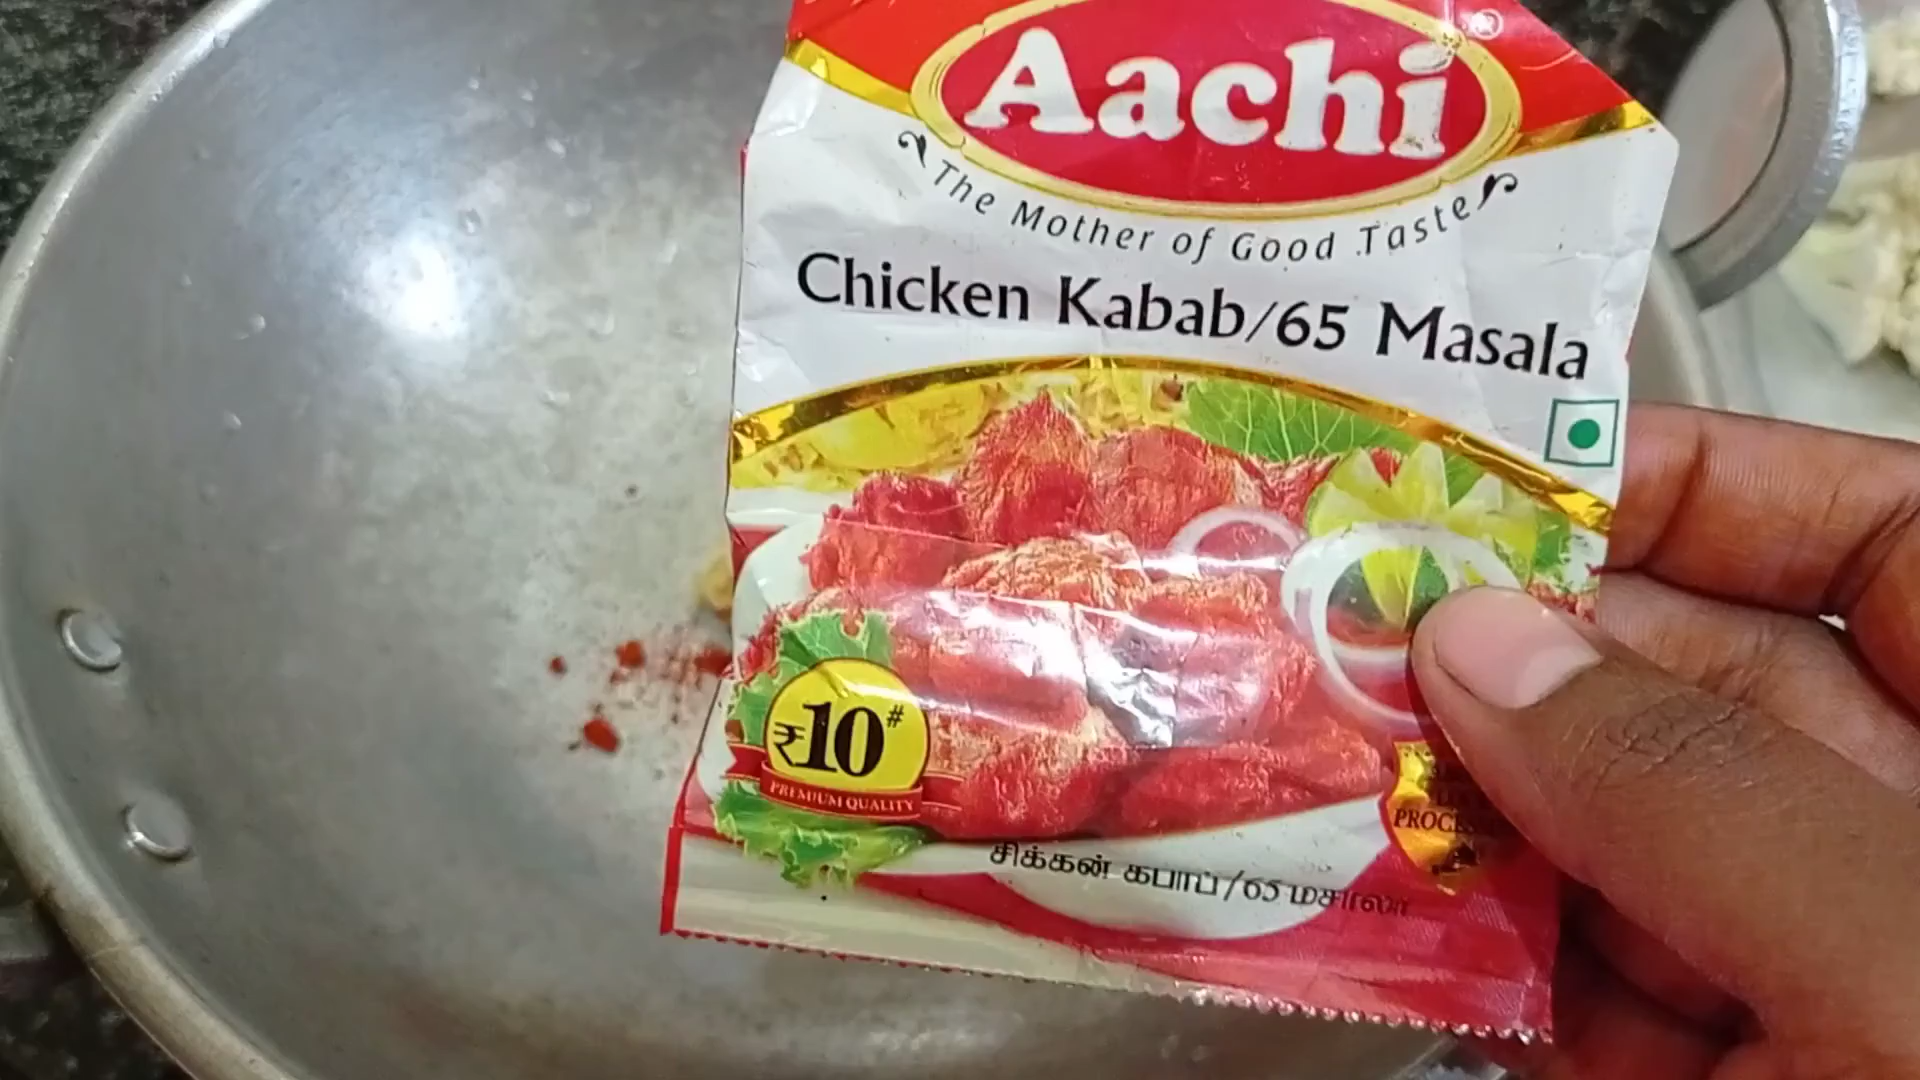 Aachi®
The Mother of Good Taste
Chicken Kabab/65 Masala
₹10#
PREMIUM QUALITY
சிக்கன் கபாப்/65 மசாலா